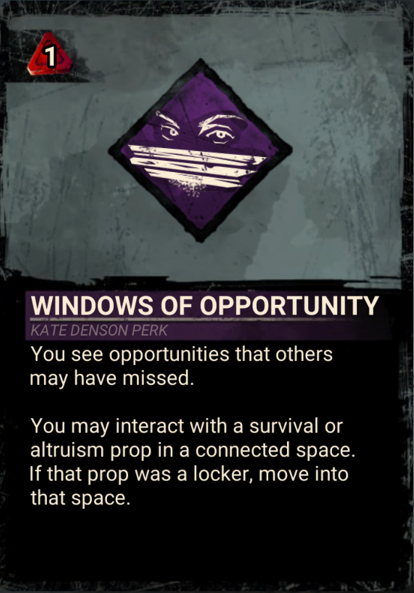 1
WINDOWS OF OPPORTUNITY
KATE DENSON PERK
You see opportunities that others
may have missed.
You may interact with a survival or
altruism prop in a connected space.
If that prop was a locker, move into
that space.